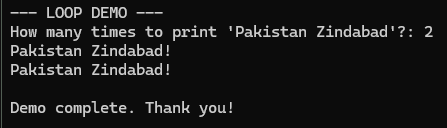 --- LOOP DEMO ---
How many times to print 'Pakistan Zindabad'?: 2
Pakistan Zindabad!
Pakistan Zindabad!
Demo complete. Thank you!